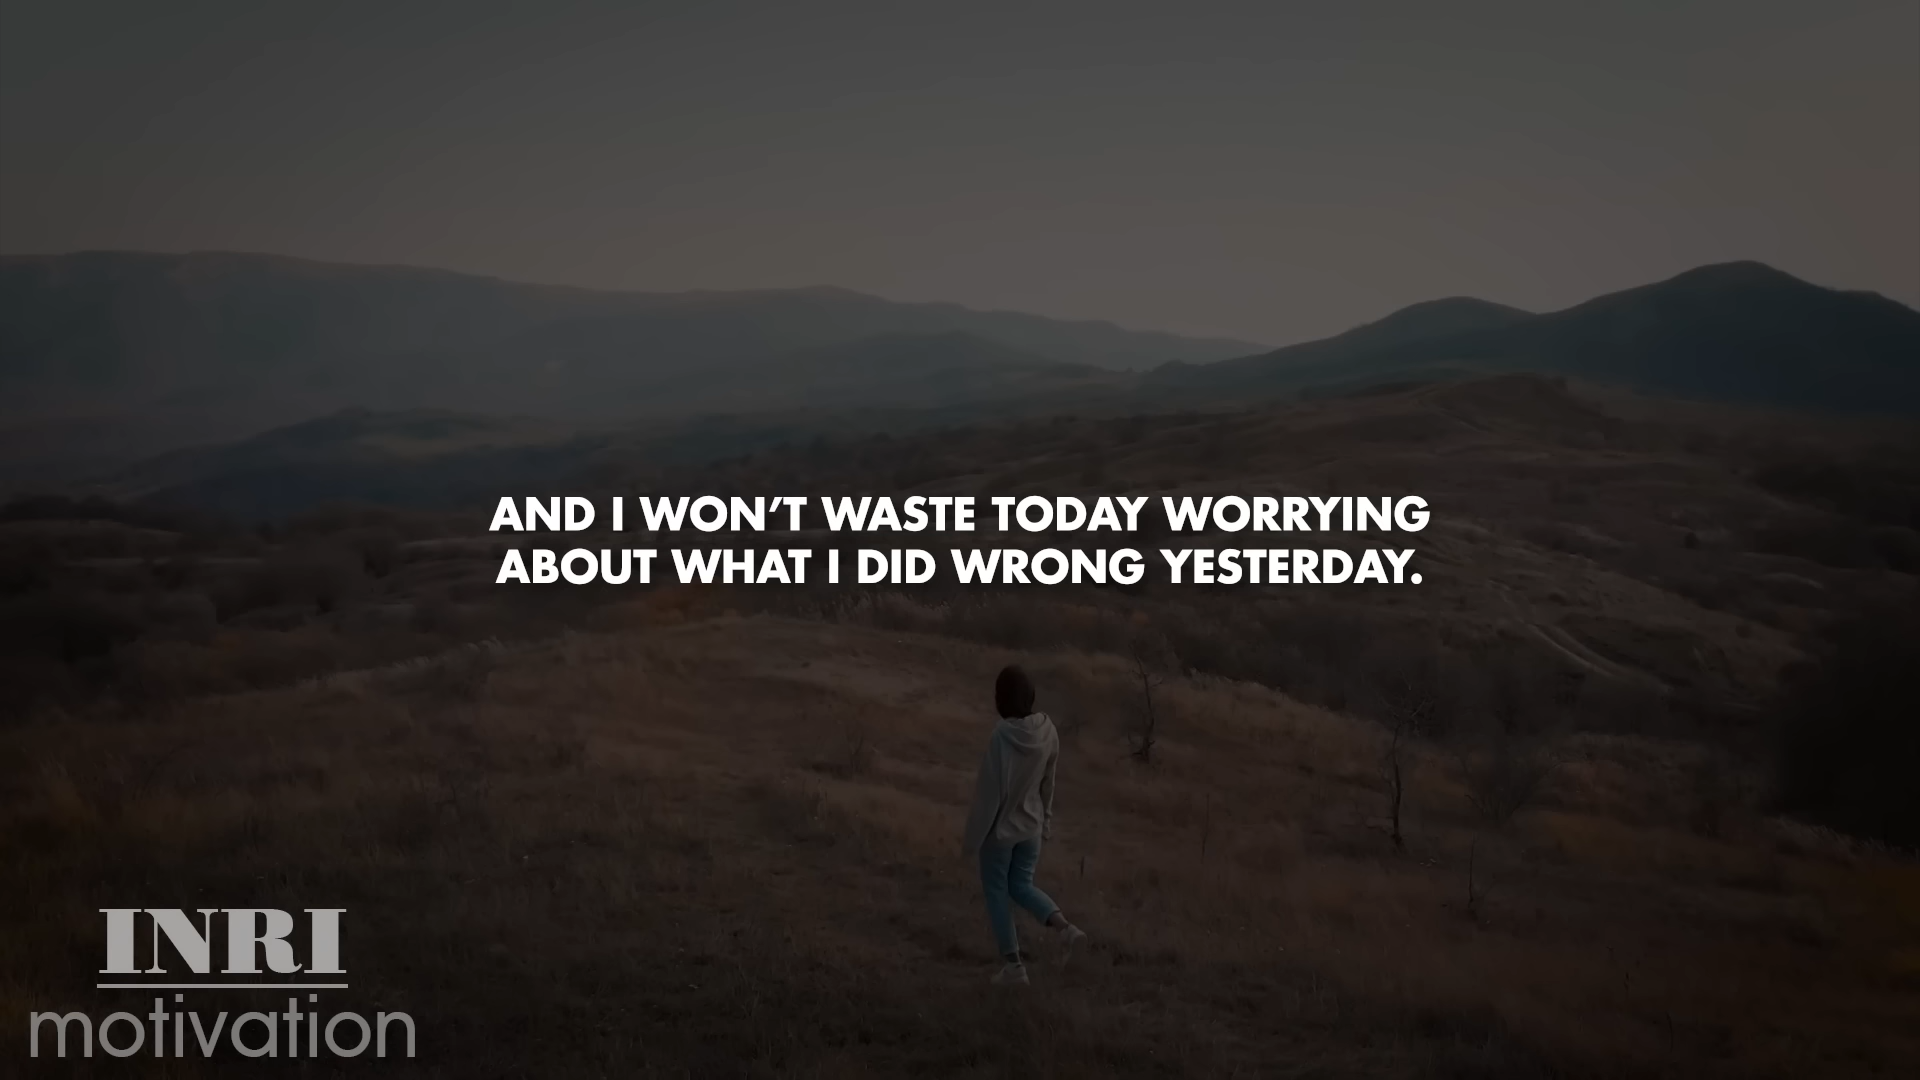 AND I WON'T WASTE TODAY WORRYING
ABOUT WHAT I DID WRONG YESTERDAY.
INRI
motivation